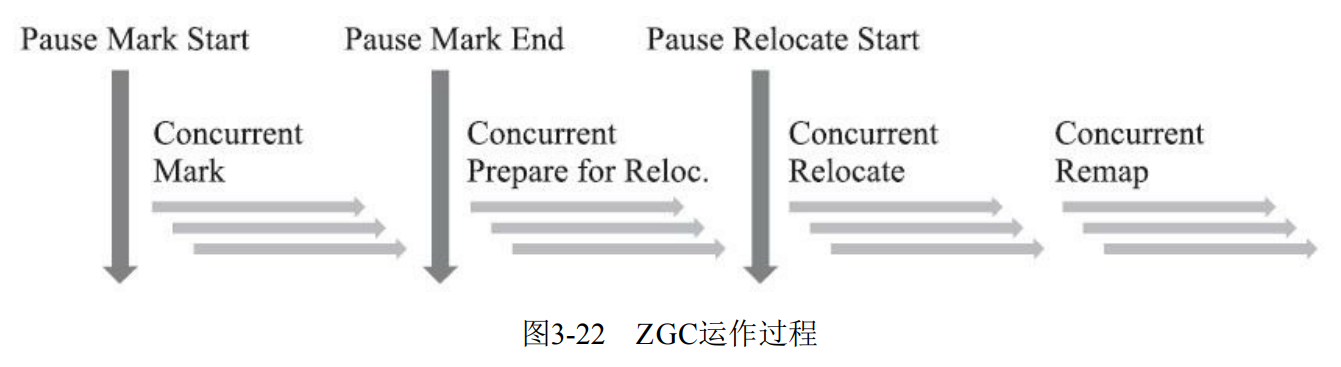 Pause Mark Start
Pause Mark End
Pause Relocate Start
Concurrent
Mark
Concurrent
Prepare for Reloc.
Concurrent
Relocate
Concurrent
Remap
图3-22 ZGC运作过程